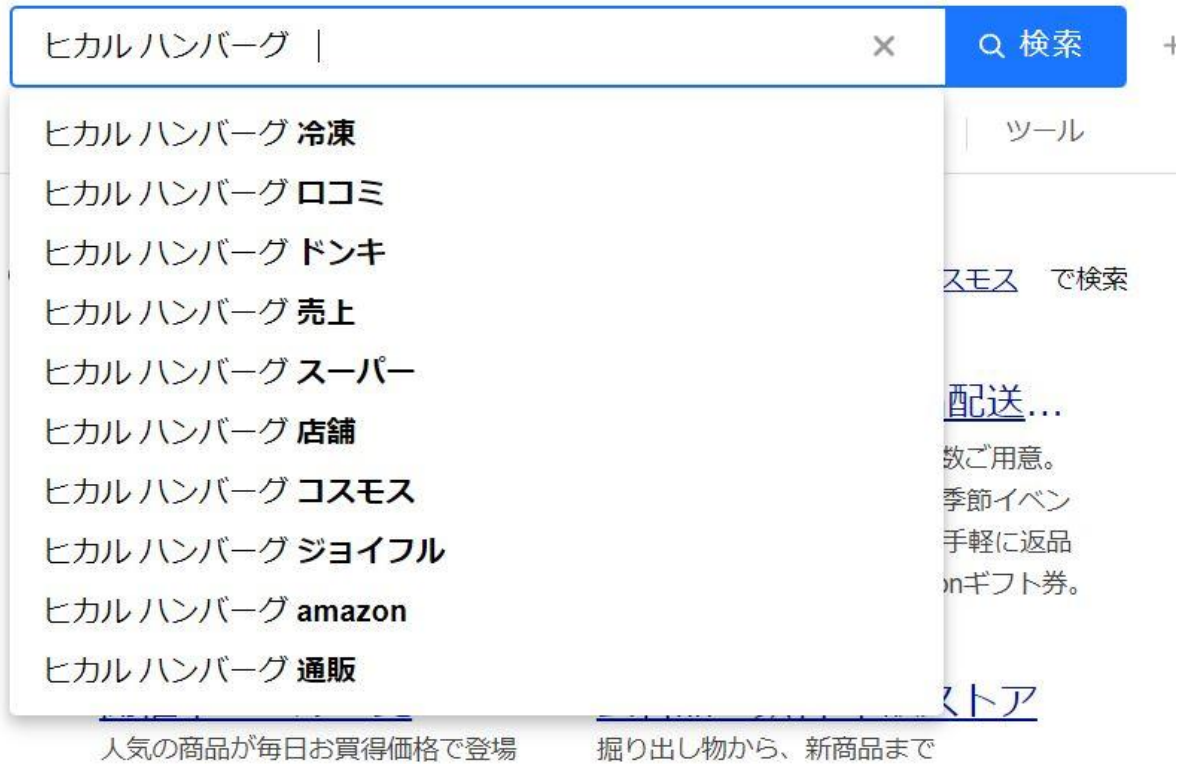 ヒカル ハンバーグ
検索
ヒカル ハンバーグ 冷凍
ツール
ヒカル ハンバーグ 口コミ
ヒカル ハンバーグ ドンキ
スモス で検索
ヒカル ハンバーグ 売上
ヒカル ハンバーグ スーパー
配送...
ヒカル ハンバーグ 店舗
数ご用意。
ヒカル ハンバーグ コスモス
季節イベン
ヒカル ハンバーグ ジョイフル
手軽に返品
ヒカル ハンバーグ amazon
onギフト券。
ヒカル ハンバーグ 通販
ストア
人気の商品が毎日お買得価格で登場
掘り出し物から、新商品まで